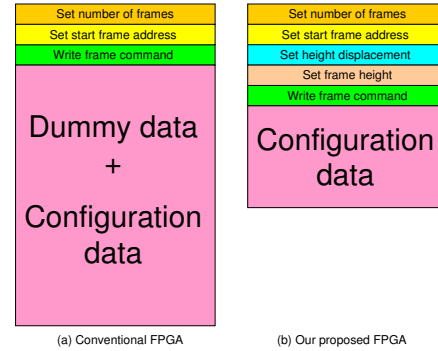 Set number of frames
Set start frame address
Write frame command
Dummy data
+
Configuration
data
(a) Conventional FPGA
Set number of frames
Set start frame address
Set height displacement
Set frame height
Write frame command
Configuration
data
(b) Our proposed FPGA